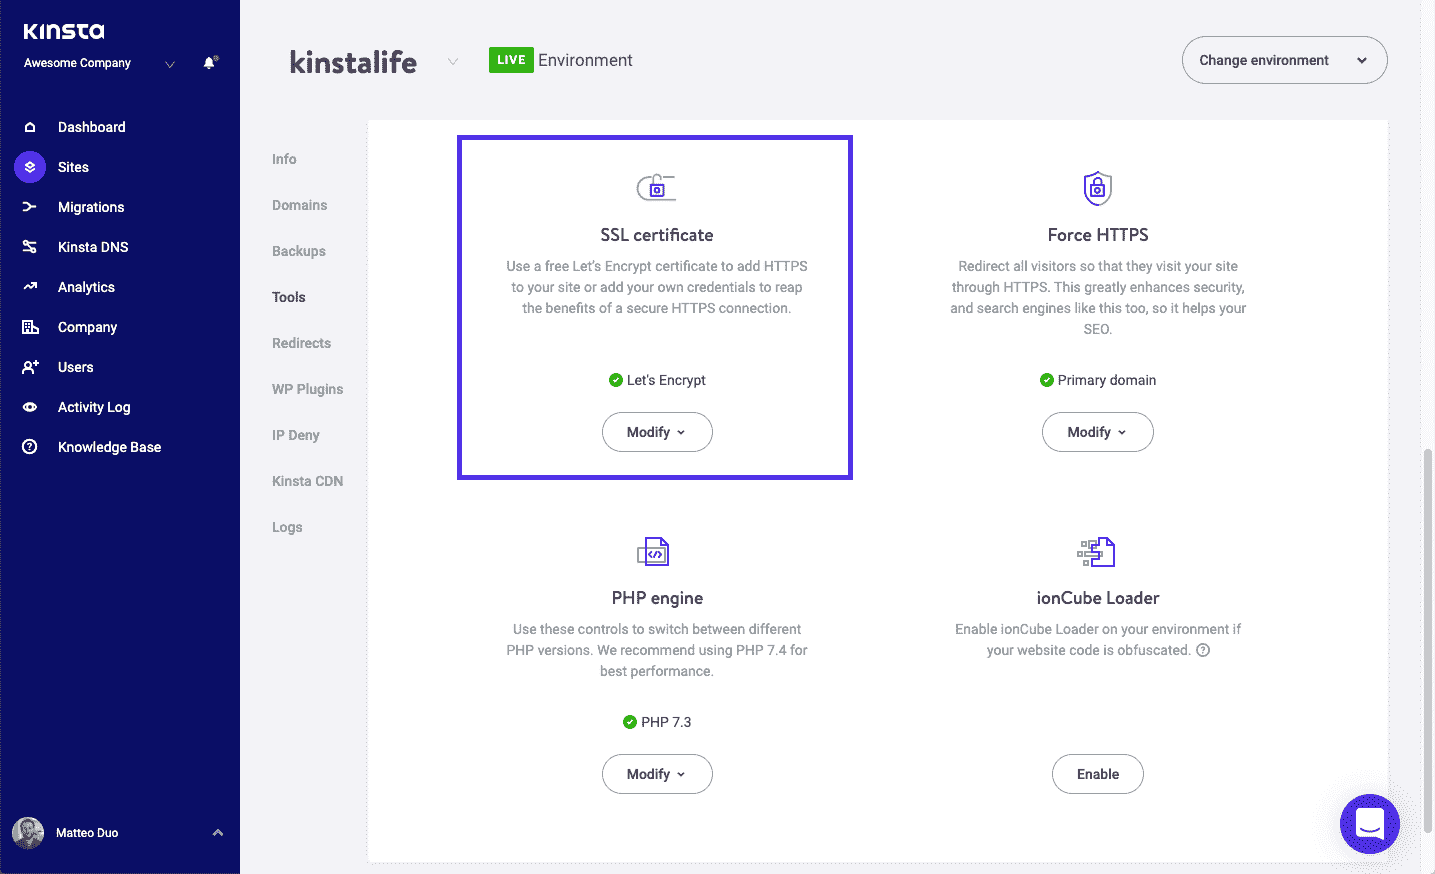 Kinsta
Awesome Company
Dashboard
Sites
Migrations
Kinsta DNS
Analytics
Company
Users
Activity Log
Knowledge Base
Matteo Duo
kinstalife
LIVE Environment
Change environment
Info
Domains
Backups
Tools
Redirects
WP Plugins
IP Deny
Kinsta CDN
Logs
SSL certificate
Use a free Let's Encrypt certificate to add HTTPS
to your site or add your own credentials to reap
the benefits of a secure HTTPS connection.
Let's Encrypt
Modify
Force HTTPS
Redirect all visitors so that they visit your site
through HTTPS. This greatly enhances security,
and search engines like this too, so it helps your
SEO.
Primary domain
Modify
PHP engine
Use these controls to switch between different
PHP versions. We recommend using PHP 7.4 for
best performance.
PHP 7.3
Modify
ionCube Loader
Enable ionCube Loader on your environment if
your website code is obfuscated.
Enable